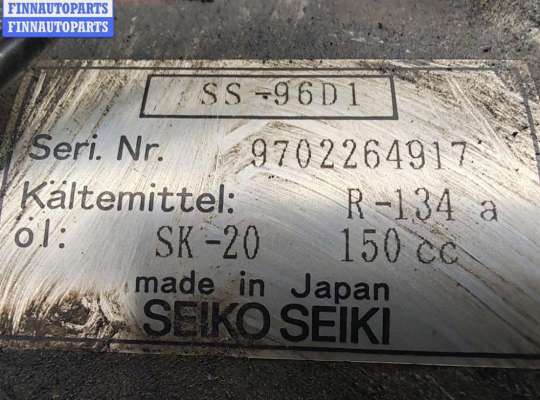 FINNAUTOPARTS
FINNAUTOPARTS
SS-96D1
Seri. Nr. 9702264917
Kältemittel: R-134 a
öl: SK-20 150 cc
made in Japan
SEIKO SEIKI